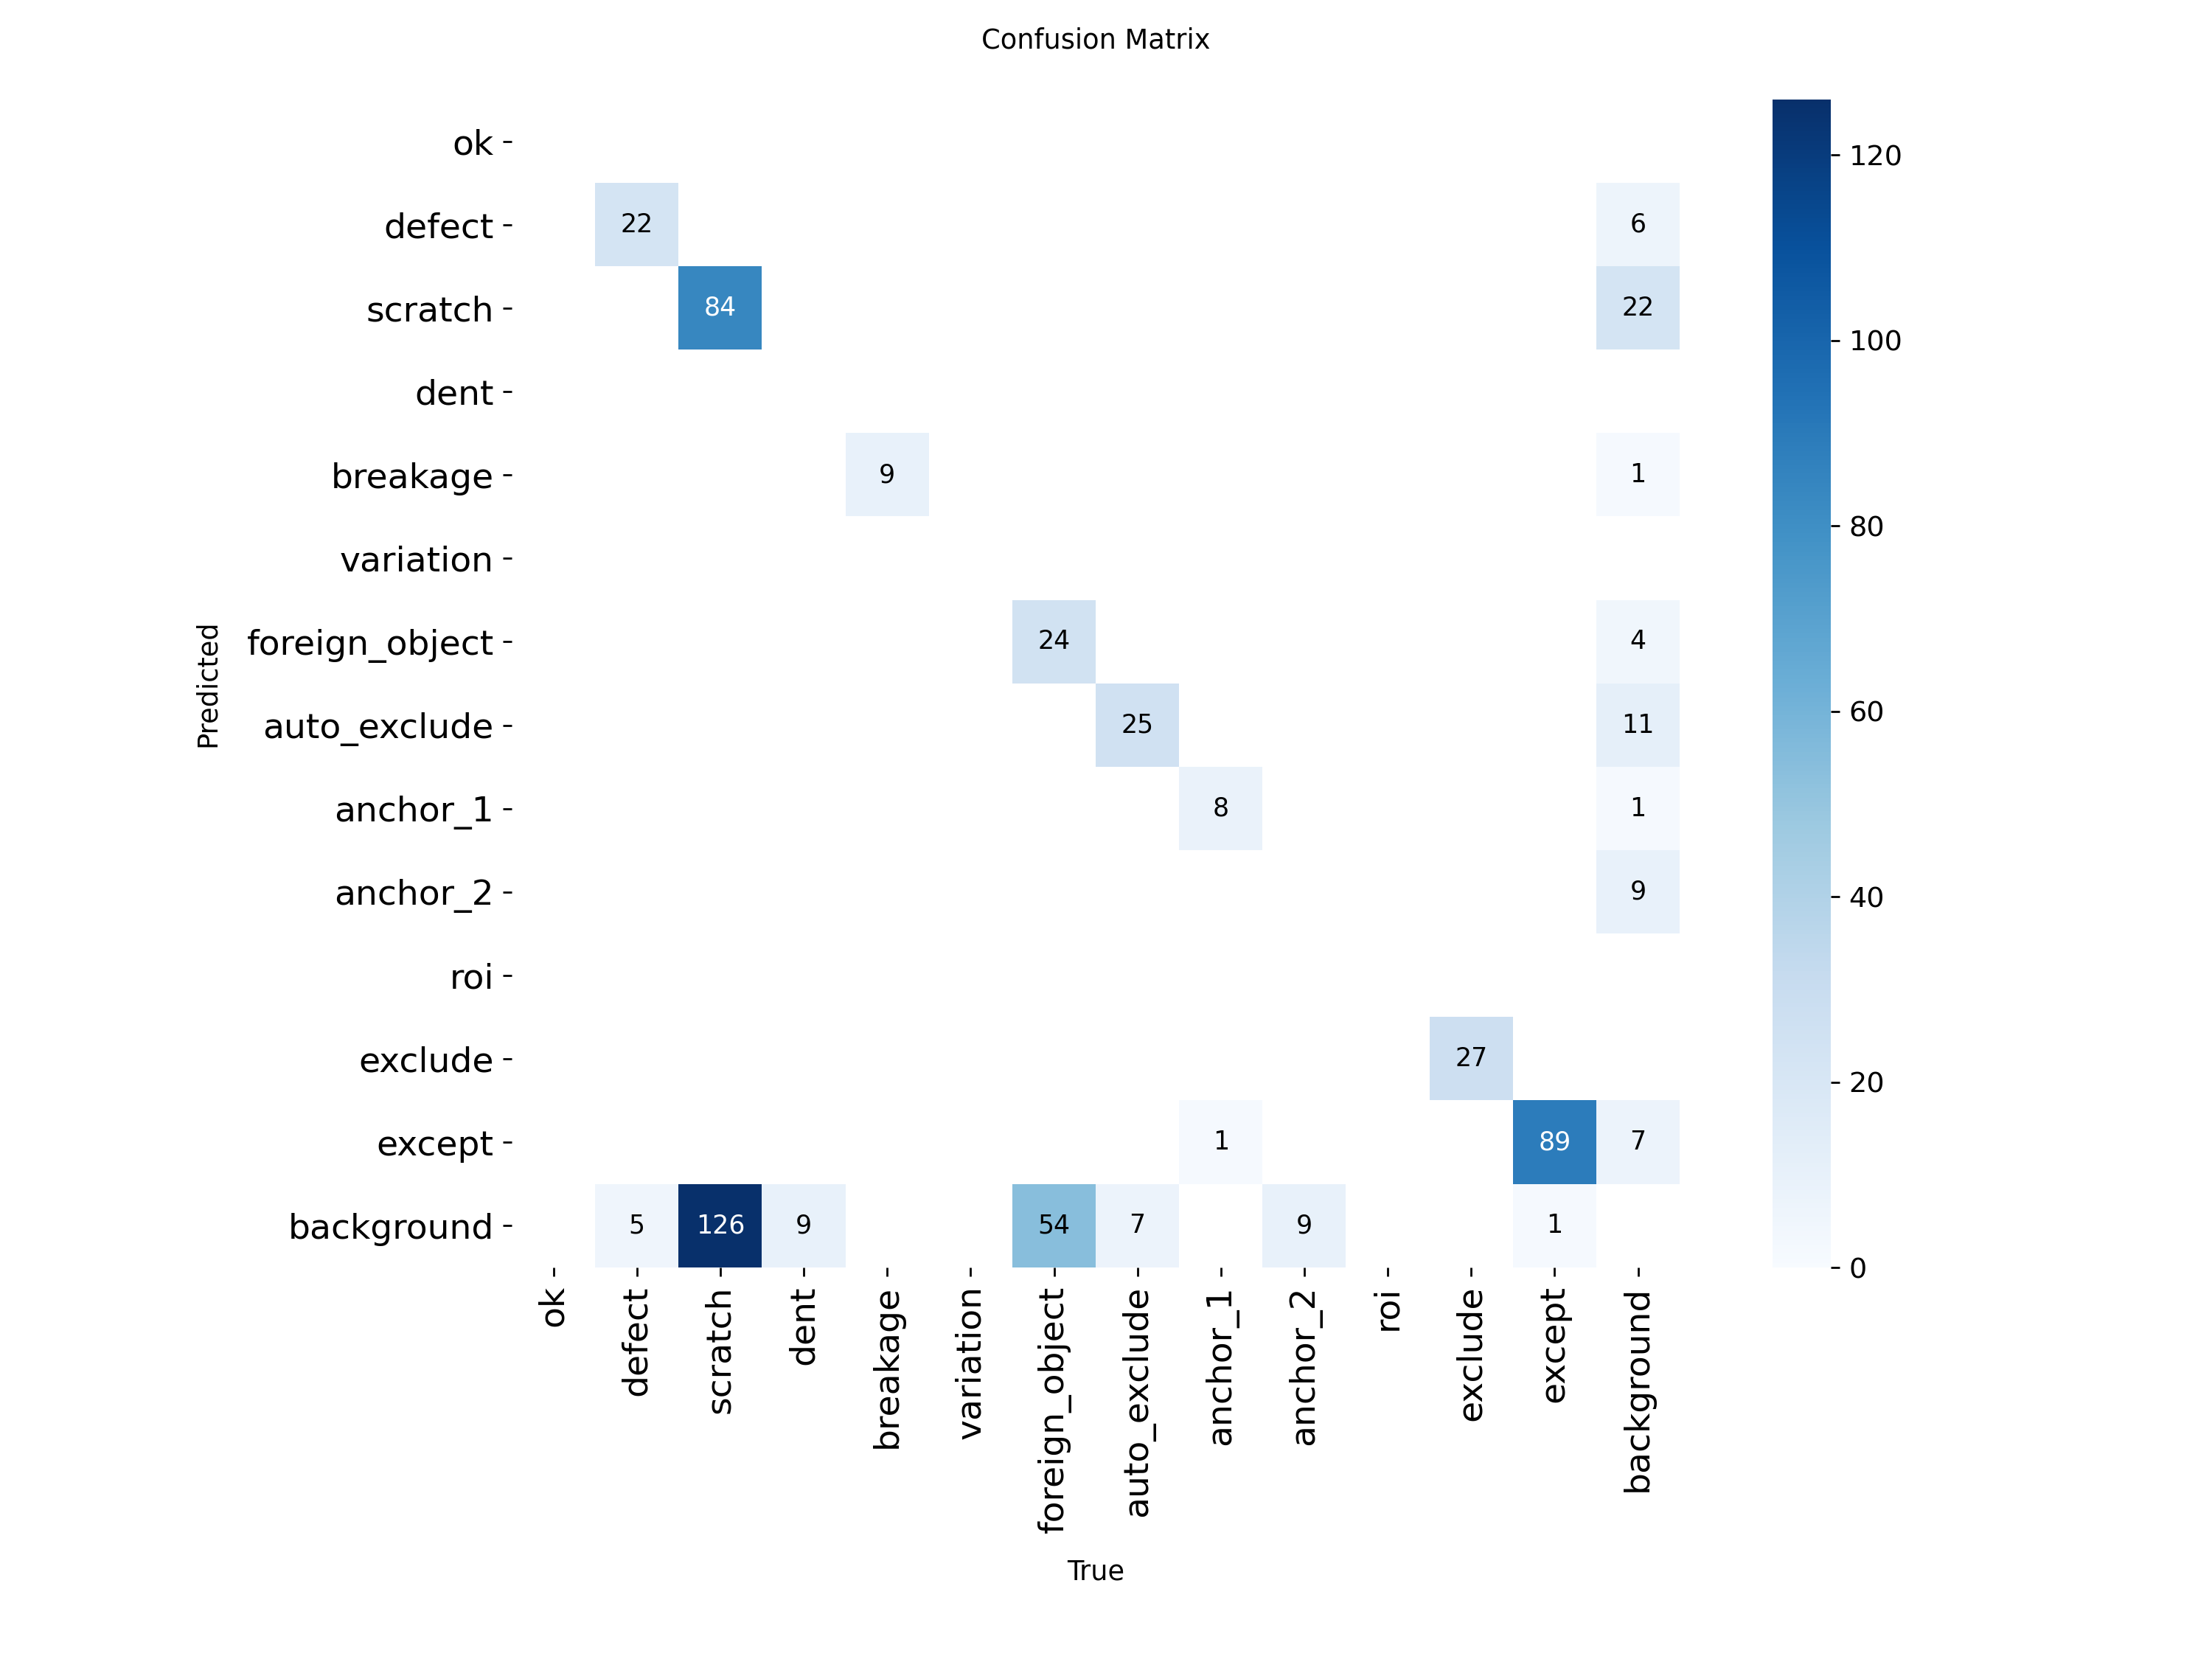 Confusion Matrix
ok
defect 22 6
scratch 84 22
dent
breakage 9 1
variation
foreign_object 24 4
auto_exclude 25 11
anchor_1 8 1
anchor_2 9
roi
exclude 27
except 1 89 7
background 5 126 9 54 7 9 1
Predicted
ok defect scratch dent breakage variation foreign_object auto_exclude anchor_1 anchor_2 roi exclude except background
True
120
100
80
60
40
20
0